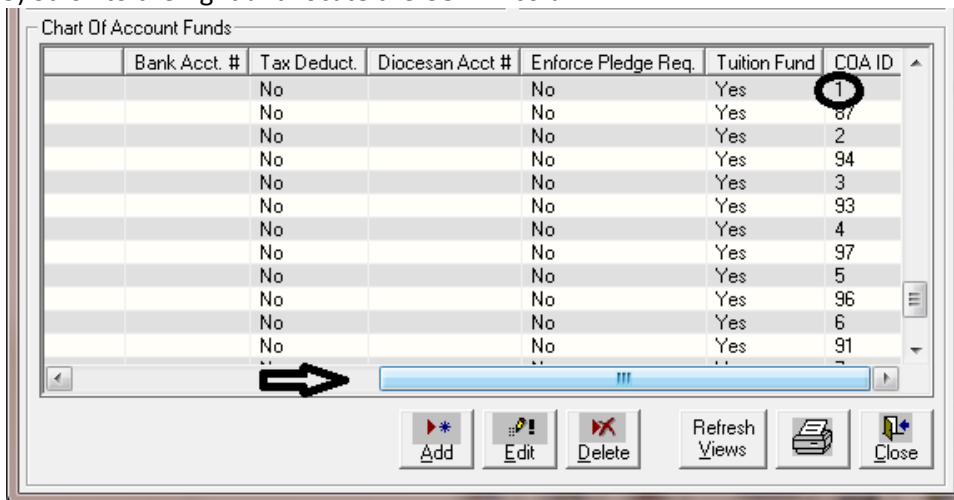 Chart Of Account Funds
Bank Acct. # Tax Deduct. Diocesan Acct # Enforce Pledge Req. Tuition Fund COA ID
No No Yes 1
No No Yes 87
No No Yes 2
No No Yes 94
No No Yes 3
No No Yes 93
No No Yes 4
No No Yes 97
No No Yes 5
No No Yes 96
No No Yes 6
No No Yes 91
Add Edit Delete Refresh Views Close